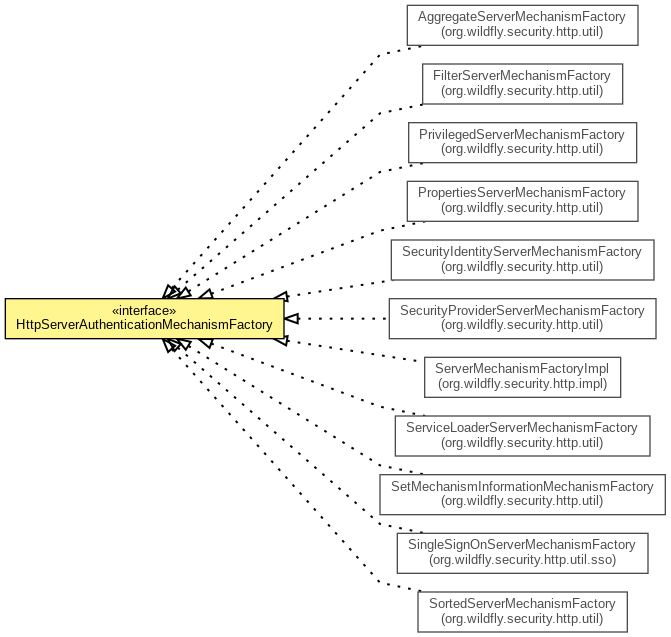 AggregateServerMechanismFactory
(org.wildfly.security.http.util)
FilterServerMechanismFactory
(org.wildfly.security.http.util)
PrivilegedServerMechanismFactory
(org.wildfly.security.http.util)
PropertiesServerMechanismFactory
(org.wildfly.security.http.util)
SecurityIdentityServerMechanismFactory
(org.wildfly.security.http.util)
«interface»
HttpServerAuthenticationMechanismFactory
SecurityProviderServerMechanismFactory
(org.wildfly.security.http.util)
ServerMechanismFactoryImpl
(org.wildfly.security.http.impl)
ServiceLoaderServerMechanismFactory
(org.wildfly.security.http.util)
SetMechanismInformationMechanismFactory
(org.wildfly.security.http.util)
SingleSignOnServerMechanismFactory
(org.wildfly.security.http.util.sso)
SortedServerMechanismFactory
(org.wildfly.security.http.util)